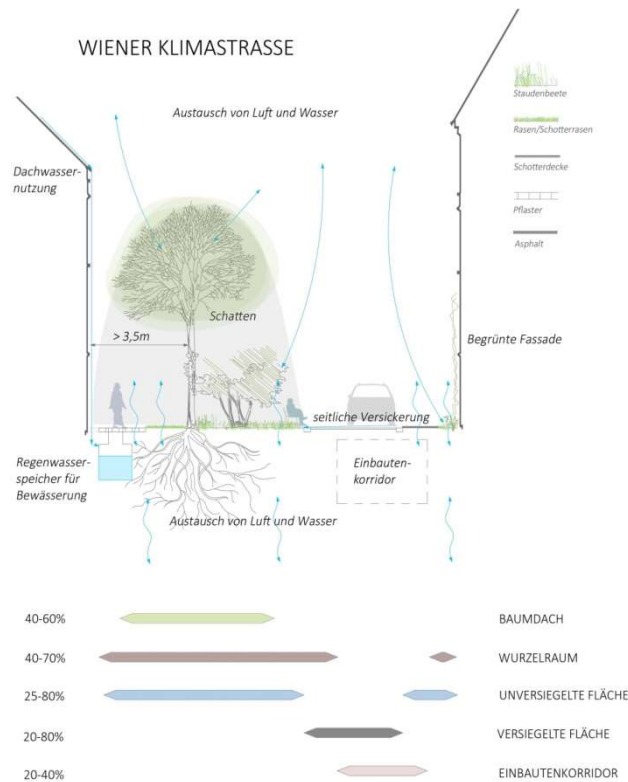 WIENER KLIMASTRASSE
Austausch von Luft und Wasser
Staudenbeete
Rasen/Schotterrasen
Schotterdecke
Pflaster
Asphalt
Dachwasser-
nutzung
Schatten
> 3,5m
Begrünte Fassade
seitliche Versickerung
Regenwasser-
speicher für
Bewässerung
Einbauten-
korridor
Austausch von Luft und Wasser
40-60% BAUMDACH
40-70% WURZELRAUM
25-80% UNVERSIEGELTE FLÄCHE
20-80% VERSIEGELTE FLÄCHE
20-40% EINBAUTENKORRIDOR